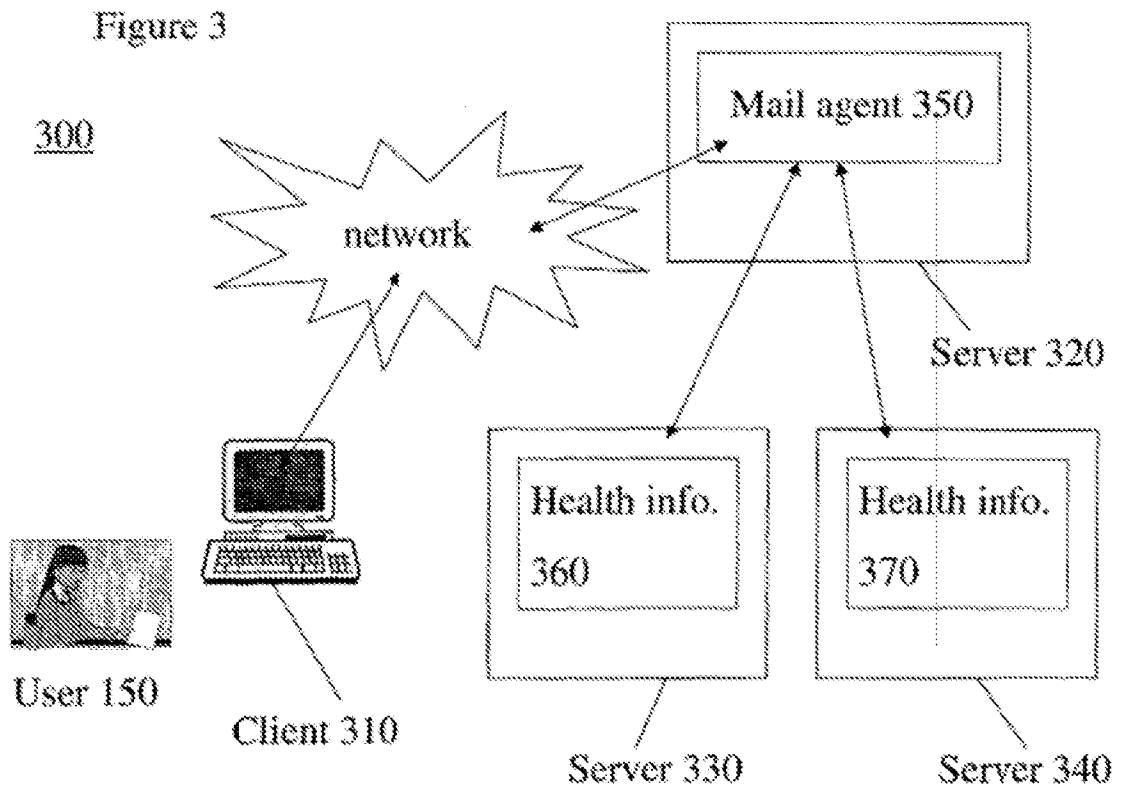 Figure 3
300
Mail agent 350
network
Server 320
Health info.
360
Health info.
370
User 150
Client 310
Server 330
Server 340